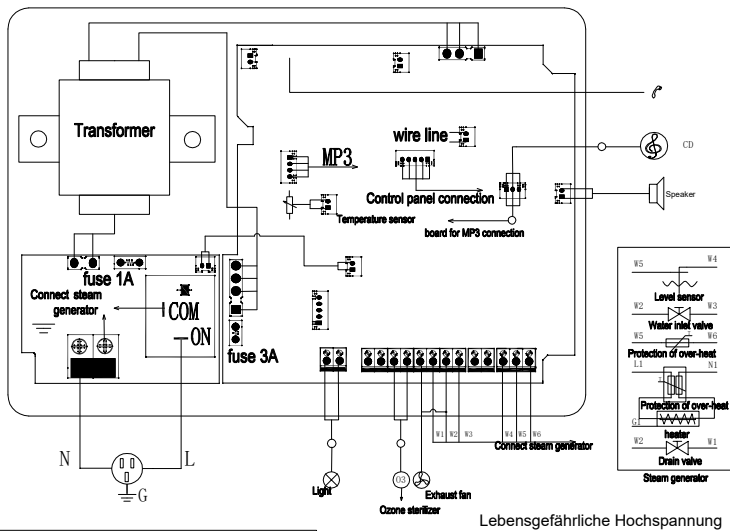 Transformer
MP3
wire line
CD
Control panel connection
Speaker
Temperature sensor
board for MP3 connection
fuse 1A
Connect steam
generator
COM
ON
fuse 3A
N
L
G
Light
O3
Ozone sterilizer
Exhaust fan
W1 W2 W3
W4 W5 W6
Connect steam generator
W5 W4
Level sensor
W2 W3
Water inlet valve
W5 W6
Protection of over-heat
L1 N1
Protection of over-heat
G1
heater
W2 W1
Drain valve
Steam generator
Lebensgefährliche Hochspannung